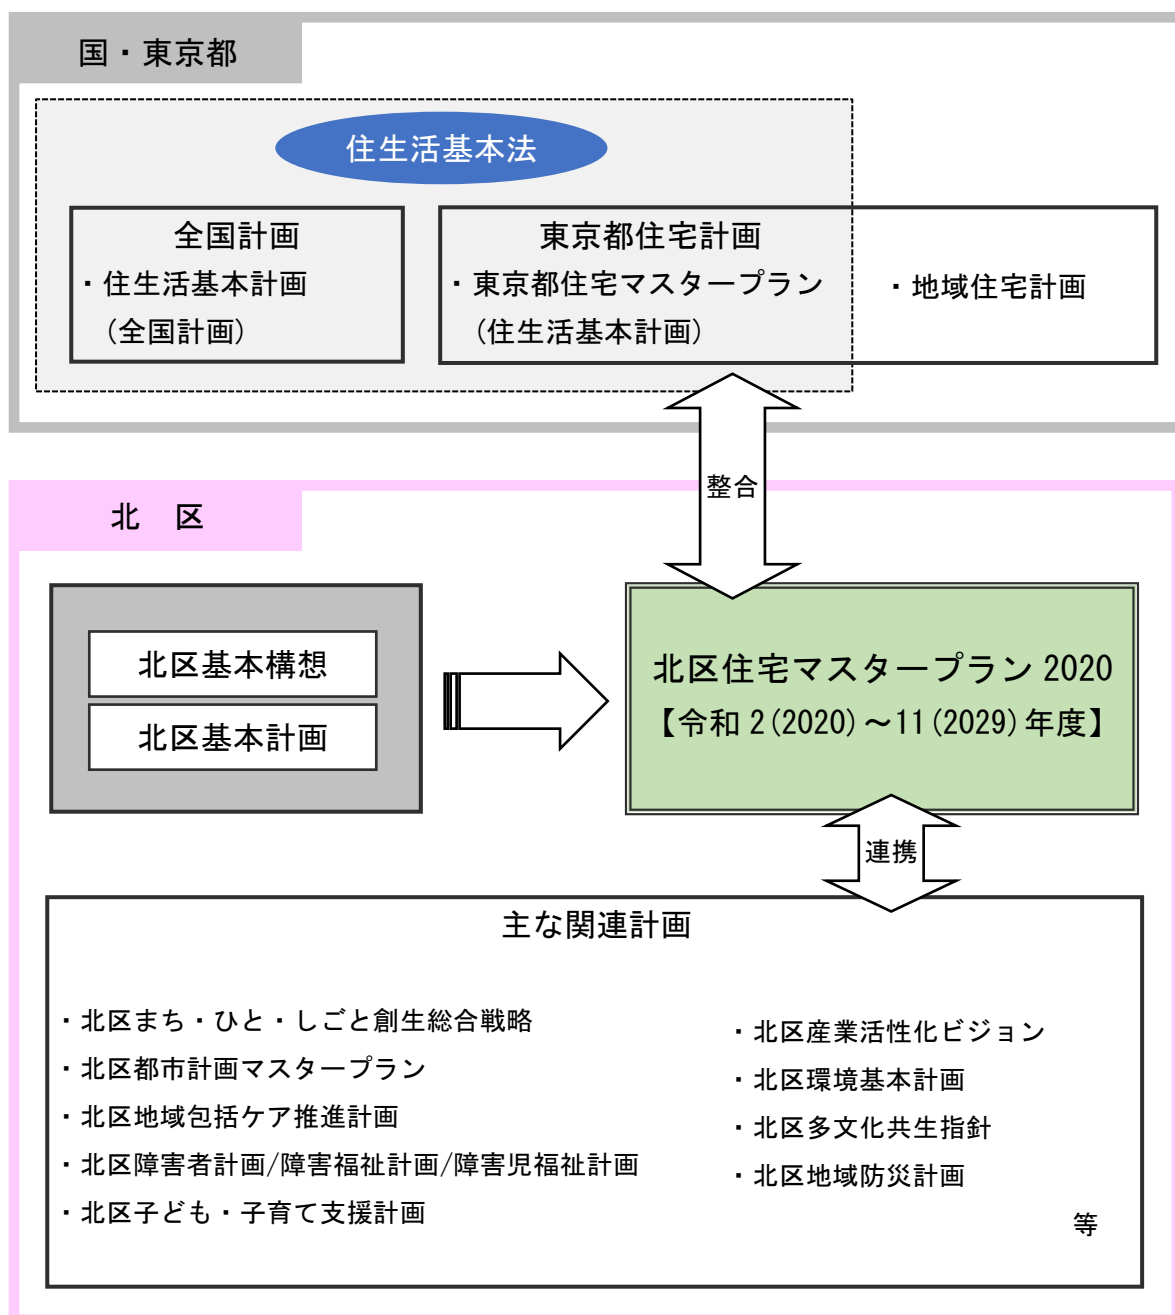 国・東京都
住生活基本法
全国計画
・住生活基本計画
(全国計画)
東京都住宅計画
・東京都住宅マスタープラン
(住生活基本計画)
・地域住宅計画
整合
北　区
北区基本構想
北区基本計画
北区住宅マスタープラン 2020
【令和 2(2020)～11(2029)年度】
連携
主な関連計画
・北区まち・ひと・しごと創生総合戦略
・北区都市計画マスタープラン
・北区地域包括ケア推進計画
・北区障害者計画/障害福祉計画/障害児福祉計画
・北区子ども・子育て支援計画
・北区産業活性化ビジョン
・北区環境基本計画
・北区多文化共生指針
・北区地域防災計画
等